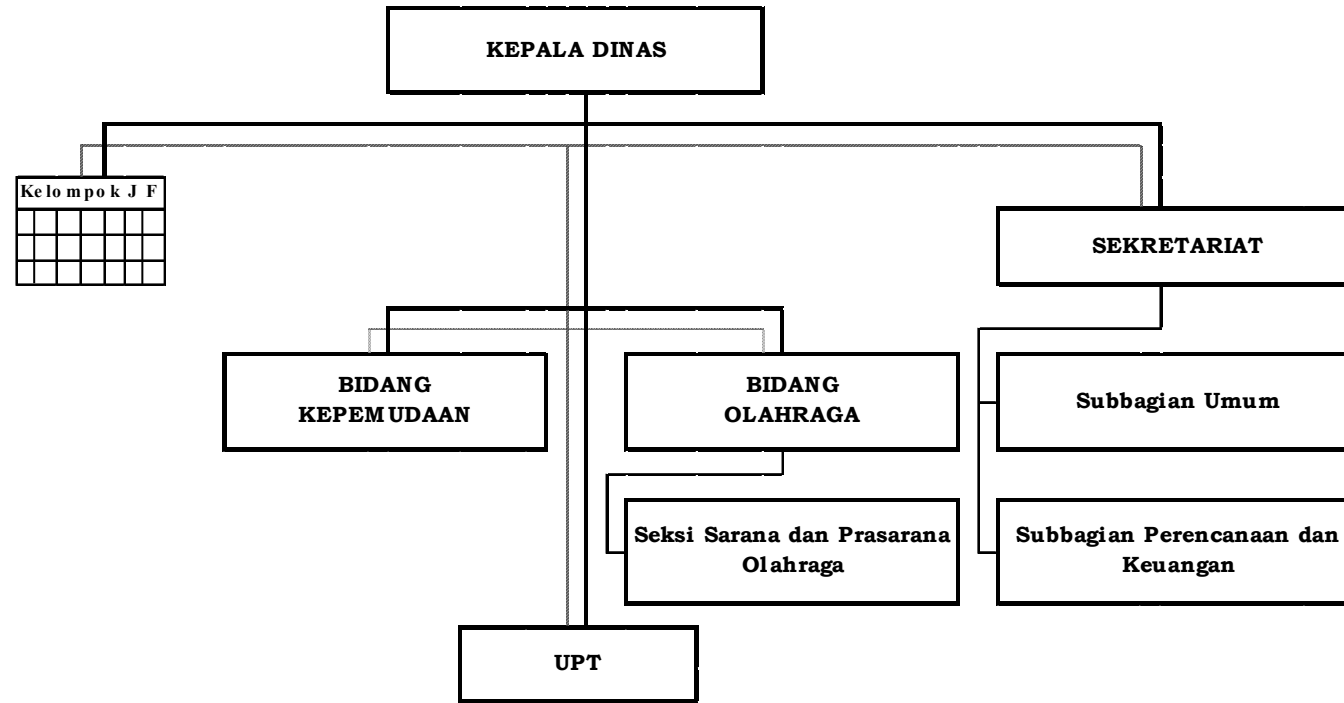 KEPALA DINAS
Kelompok J F
SEKRETARIAT
BIDANG
KEPEMUDAAN
BIDANG
OLAHRAGA
Subbagian Umum
Seksi Sarana dan Prasarana
Olahraga
Subbagian Perencanaan dan
Keuangan
UPT